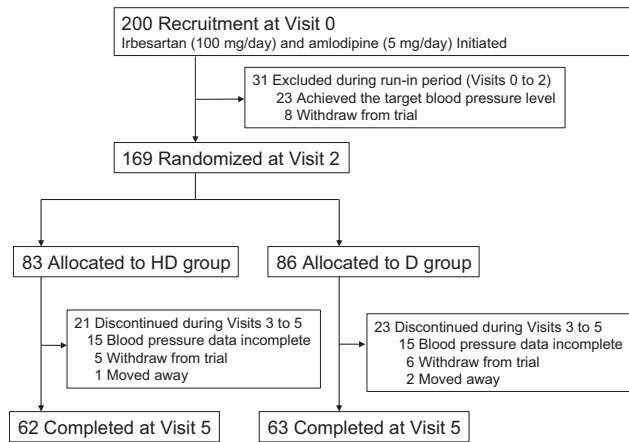 200 Recruitment at Visit 0
Irbesartan (100 mg/day) and amlodipine (5 mg/day) Initiated
31 Excluded during run-in period (Visits 0 to 2)
23 Achieved the target blood pressure level
8 Withdraw from trial
169 Randomized at Visit 2
83 Allocated to HD group
86 Allocated to D group
21 Discontinued during Visits 3 to 5
15 Blood pressure data incomplete
5 Withdraw from trial
1 Moved away
23 Discontinued during Visits 3 to 5
15 Blood pressure data incomplete
6 Withdraw from trial
2 Moved away
62 Completed at Visit 5
63 Completed at Visit 5